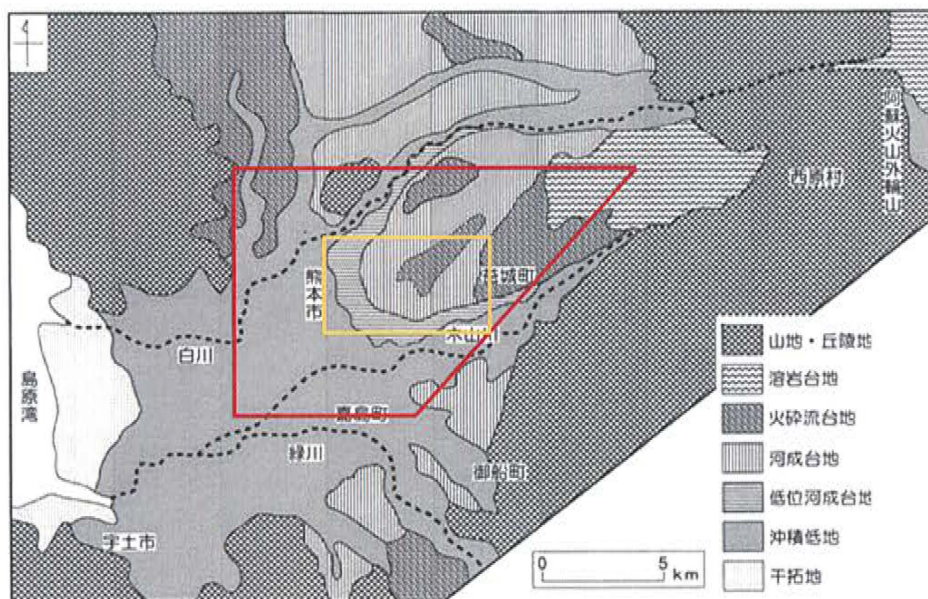 阿蘇火山外輪山
西原村
益城町
熊本市
木山川
白川
島原湾
嘉島町
緑川
御船町
宇土市
山地・丘陵地
溶岩台地
火砕流台地
河成台地
低位河成台地
沖積低地
干拓地
0 5
km